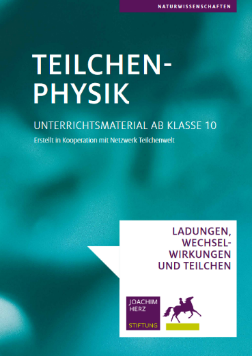 NATURWISSENSCHAFTEN
TEILCHEN-
PHYSIK
UNTERRICHTSMATERIAL AB KLASSE 10
Erstellt in Kooperation mit Netzwerk Teilchenwelt
LADUNGEN,
WECHSEL-
WIRKUNGEN
UND TEILCHEN
JOACHIM
HERZ
STIFTUNG